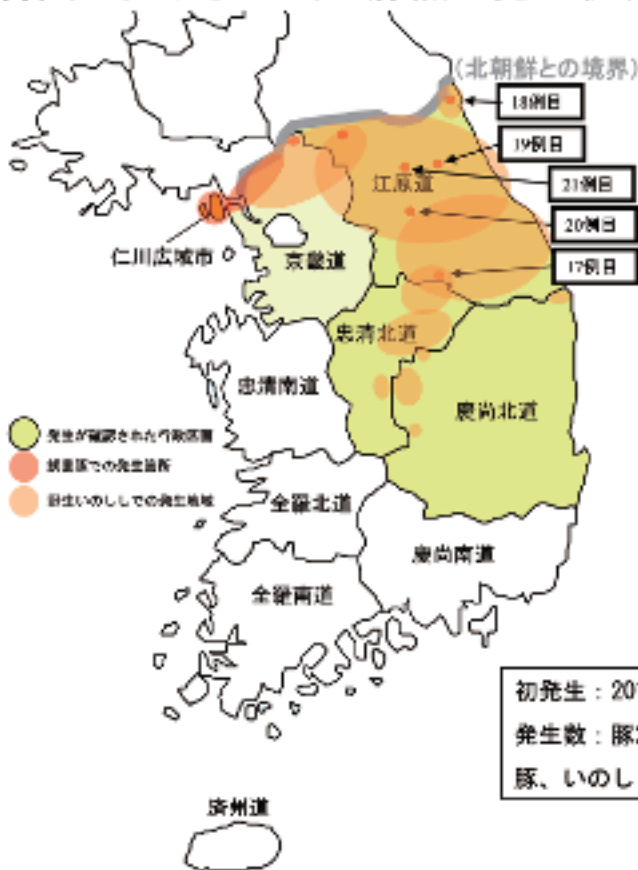 (北朝鮮との境界)
18例目
19例目
江原道
21例目
20例目
仁川広域市
京畿道
17例目
忠清北道
忠清南道
慶尚北道
発生が確認された行政区画
飼養豚での発生箇所
野生いのししでの発生地域
全羅北道
慶尚南道
全羅南道
初発生：20
発生数：豚
豚、いのし
済州道